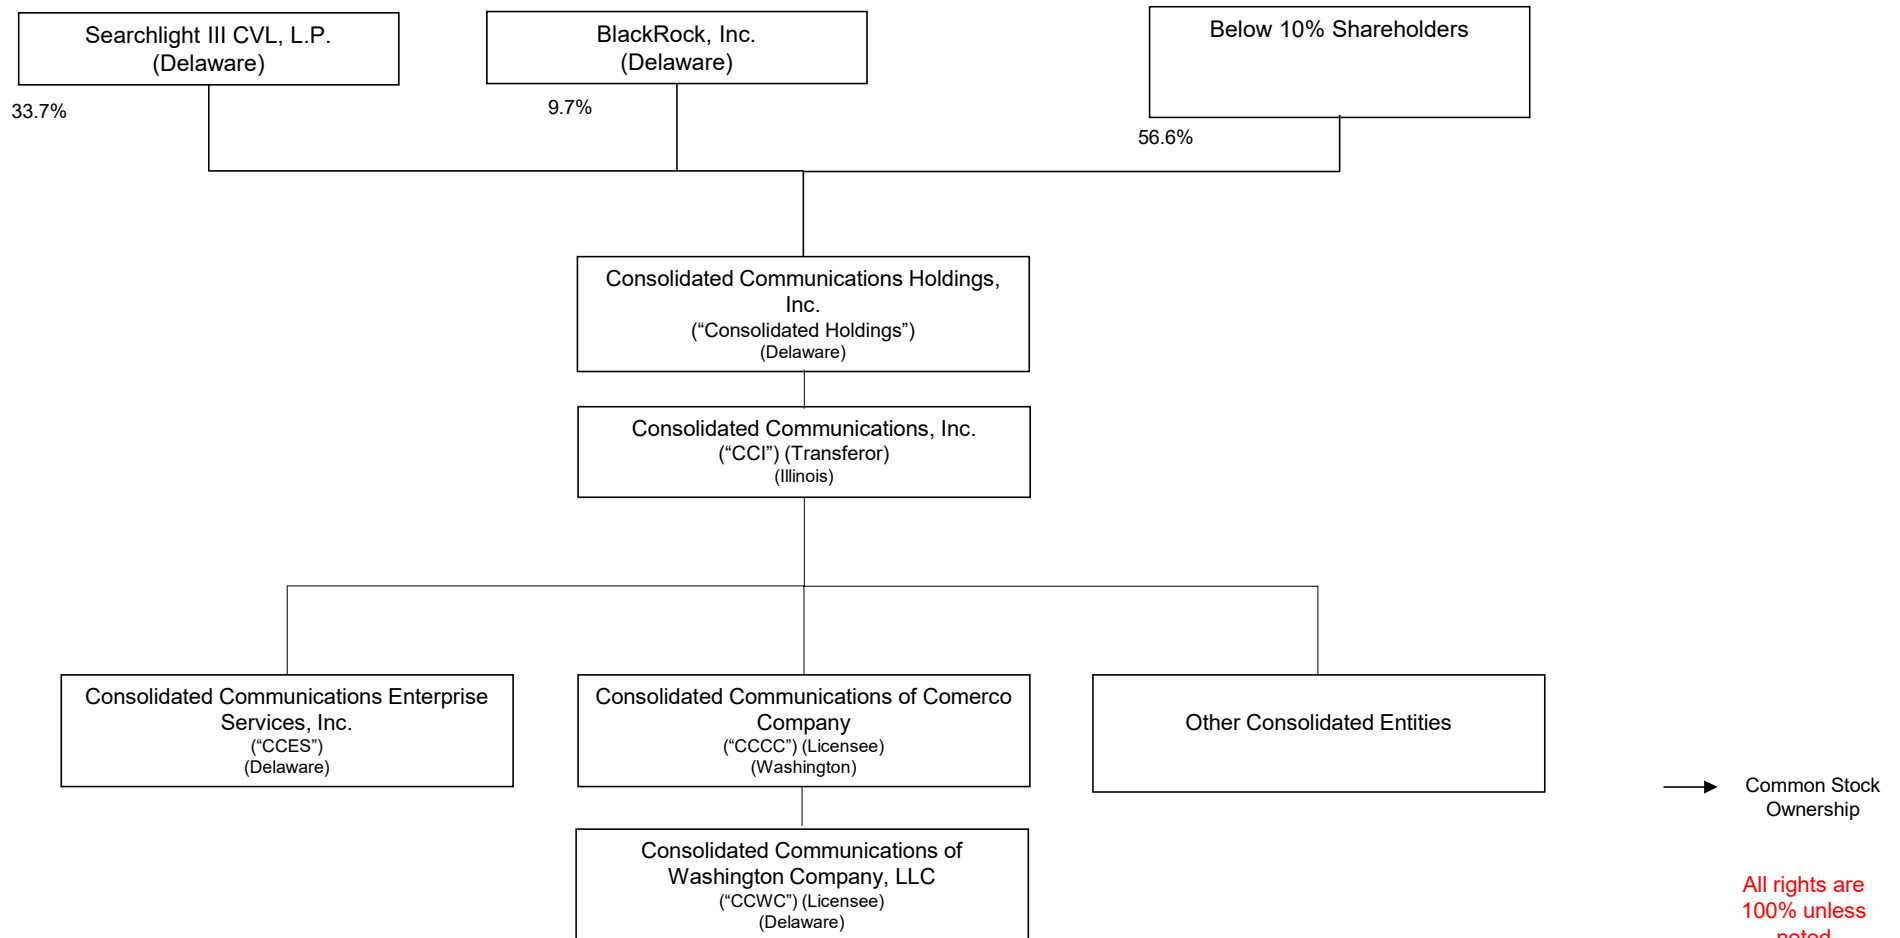 Searchlight III CVL, L.P.
(Delaware)
BlackRock, Inc.
(Delaware)
Below 10% Shareholders
33.7%
9.7%
56.6%
Consolidated Communications Holdings,
Inc.
(“Consolidated Holdings”)
(Delaware)
Consolidated Communications, Inc.
(“CCI”) (Transferor)
(Illinois)
Consolidated Communications Enterprise
Services, Inc.
(“CCES”)
(Delaware)
Consolidated Communications of Comerco
Company
(“CCCC”) (Licensee)
(Washington)
Other Consolidated Entities
Common Stock
Ownership
Consolidated Communications of
Washington Company, LLC
(“CCWC”) (Licensee)
(Delaware)
All rights are
100% unless
noted